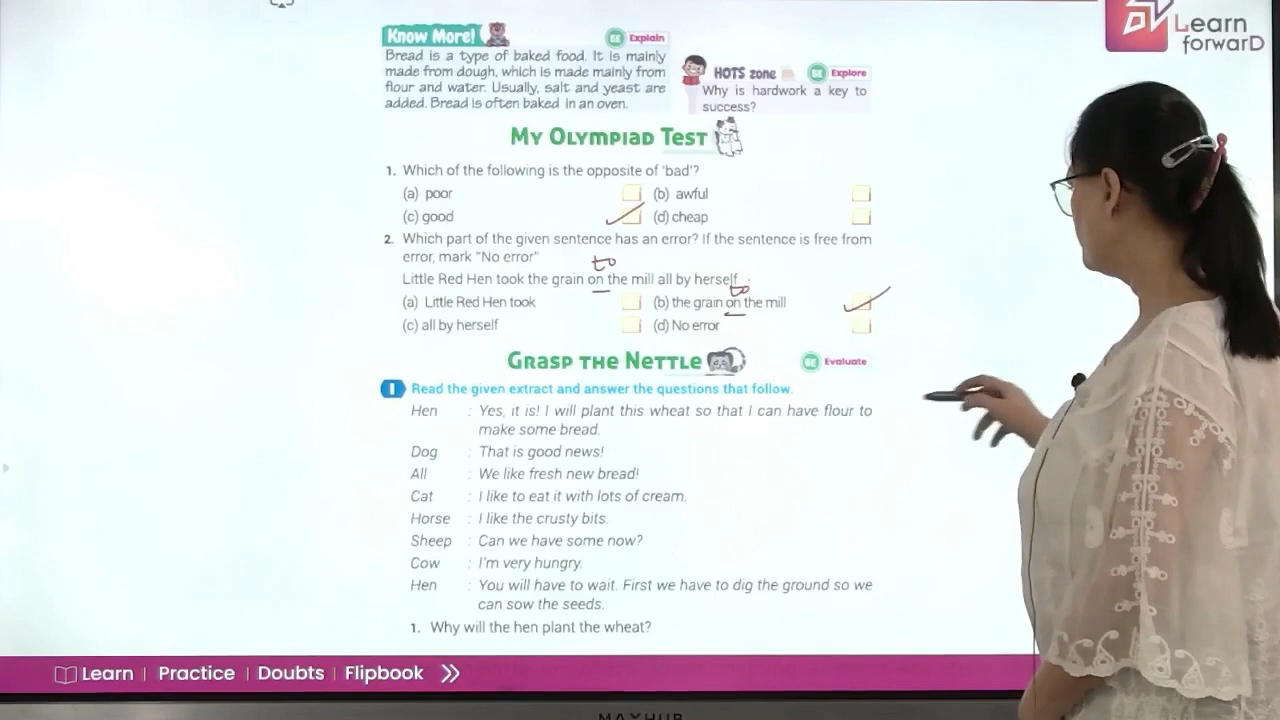 Learn
forwarD
Know More!
BE Explain
Bread is a type of baked food. It is mainly
made from dough, which is made mainly from
flour and water. Usually, salt and yeast are
added. Bread is often baked in an oven.
HOTS zone
BE Explore
Why is hardwork a key to
success?
My Olympiad Test
1. Which of the following is the opposite of 'bad'?
(a) poor (b) awful
(c) good (d) cheap
2. Which part of the given sentence has an error? If the sentence is free from
error, mark "No error"
to
Little Red Hen took the grain on the mill all by herself.
to
(a) Little Red Hen took (b) the grain on the mill
(c) all by herself (d) No error
Grasp the Nettle
BE Evaluate
I Read the given extract and answer the questions that follow.
Hen : Yes, it is! I will plant this wheat so that I can have flour to
make some bread.
Dog : That is good news!
All : We like fresh new bread!
Cat : I like to eat it with lots of cream.
Horse : I like the crusty bits.
Sheep : Can we have some now?
Cow : I'm very hungry.
Hen : You will have to wait. First we have to dig the ground so we
can sow the seeds.
1. Why will the hen plant the wheat?
Learn | Practice | Doubts | Flipbook
MAXHUB